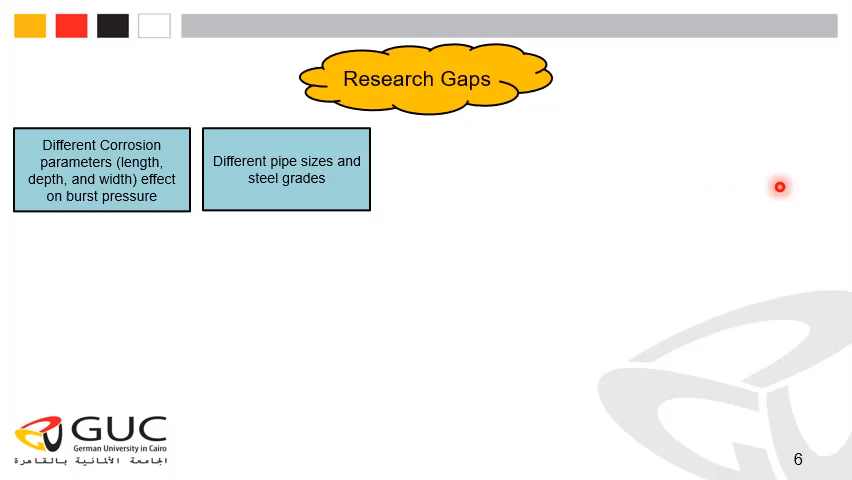 Research Gaps
Different Corrosion
parameters (length,
depth, and width) effect
on burst pressure
Different pipe sizes and
steel grades
GUC
German University in Cairo
الجامعة الألمانية بالقاهرة
6